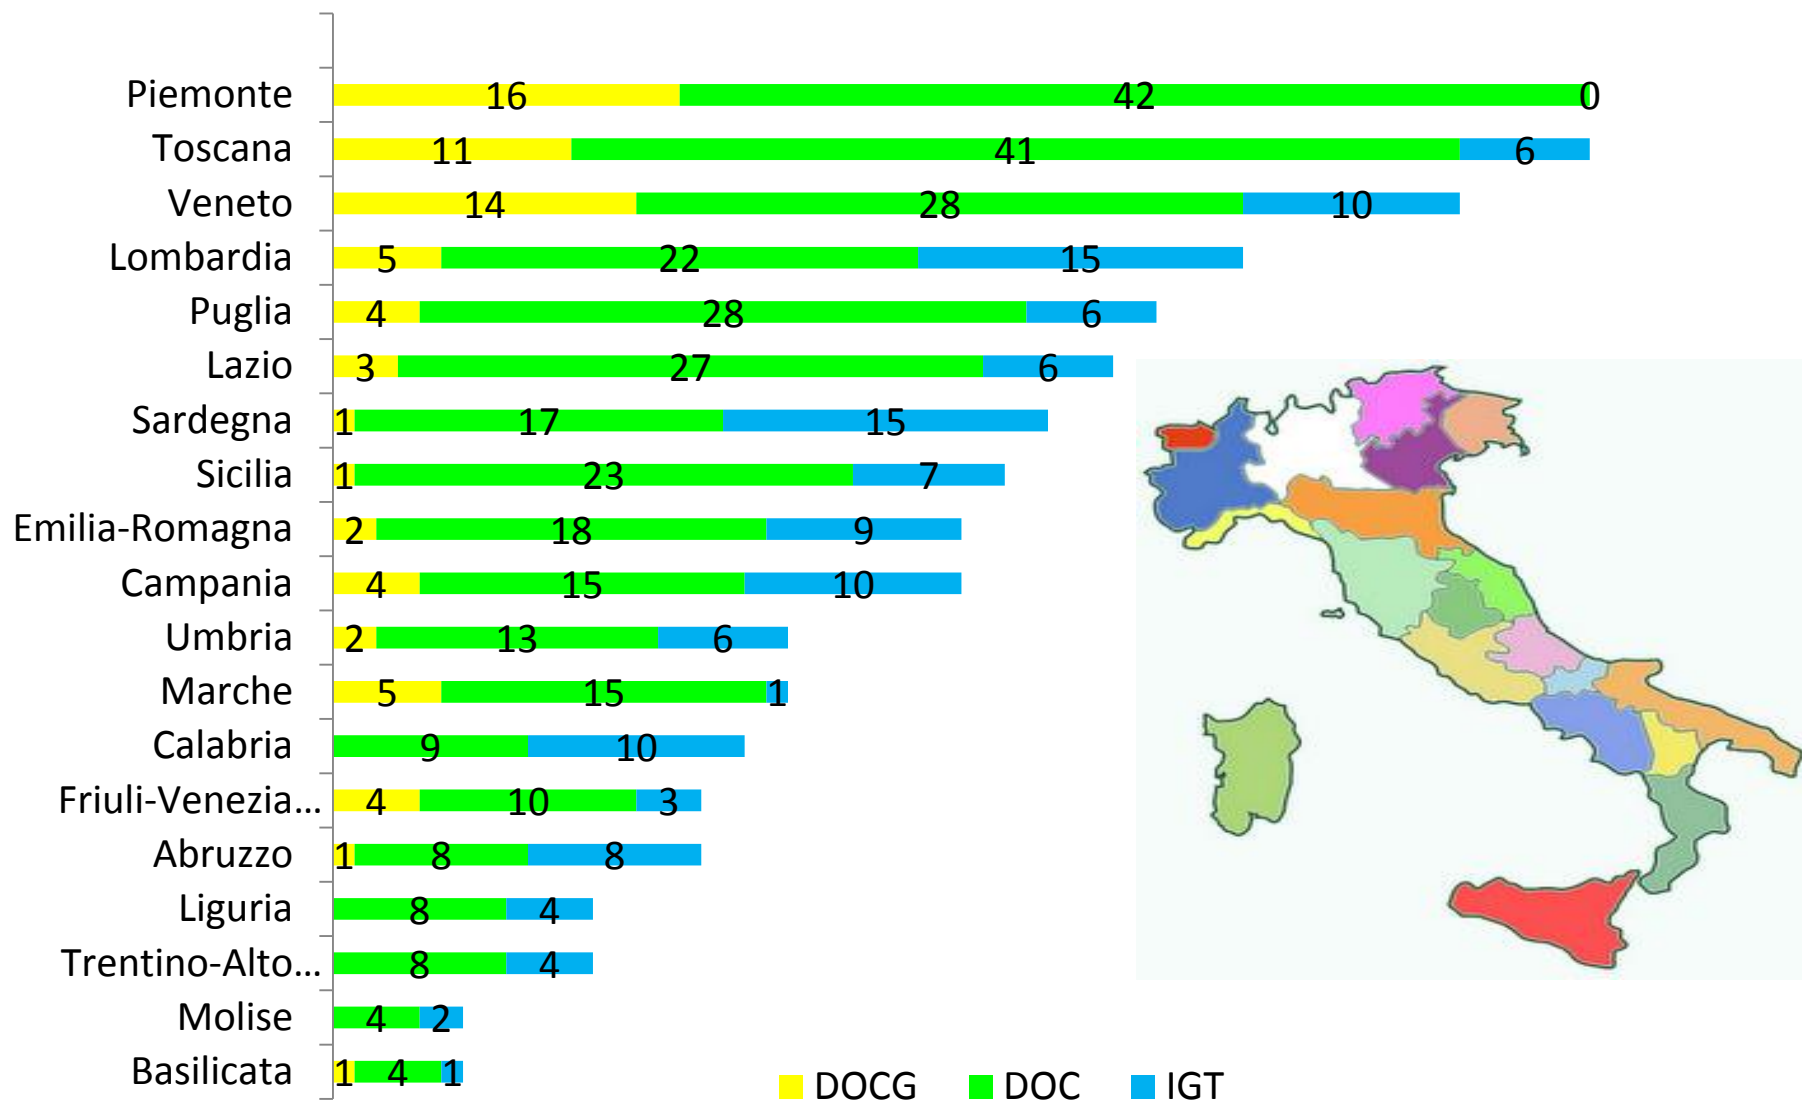 Piemonte 16 42 0
Toscana 11 41 6
Veneto 14 28 10
Lombardia 5 22 15
Puglia 4 28 6
Lazio 3 27 6
Sardegna 1 17 15
Sicilia 1 23 7
Emilia-Romagna 2 18 9
Campania 4 15 10
Umbria 2 13 6
Marche 5 15 1
Calabria 9 10
Friuli-Venezia... 4 10 3
Abruzzo 1 8 8
Liguria 8 4
Trentino-Alto... 8 4
Molise 4 2
Basilicata 1 4 1
DOCG DOC IGT